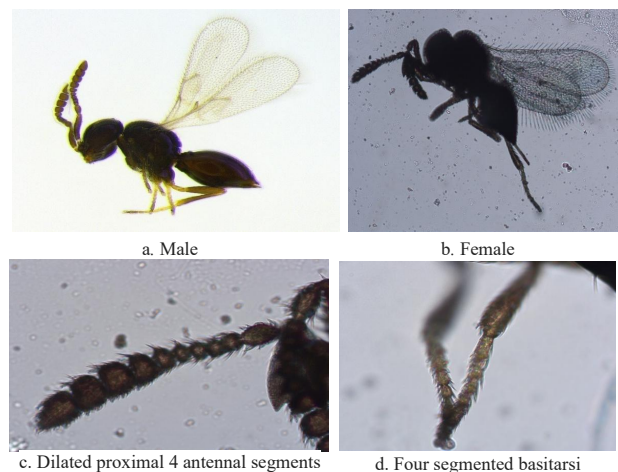 a. Male
b. Female
c. Dilated proximal 4 antennal segments
d. Four segmented basitarsi